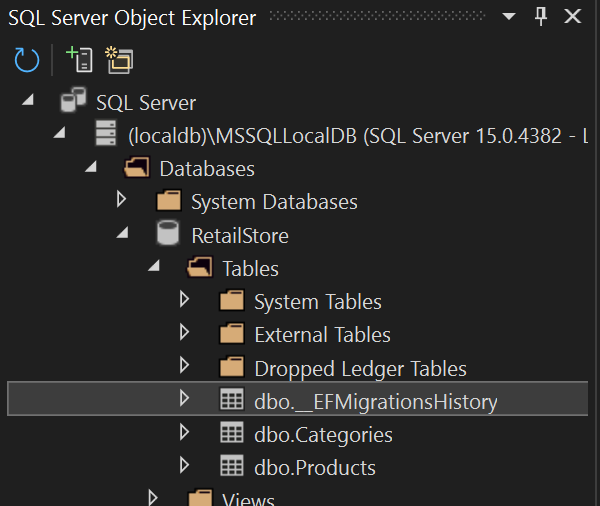 SQL Server Object Explorer
SQL Server
(localdb)\MSSQLLocalDB (SQL Server 15.0.4382 - L
Databases
System Databases
RetailStore
Tables
System Tables
External Tables
Dropped Ledger Tables
dbo.__EFMigrationsHistory
dbo.Categories
dbo.Products
Views